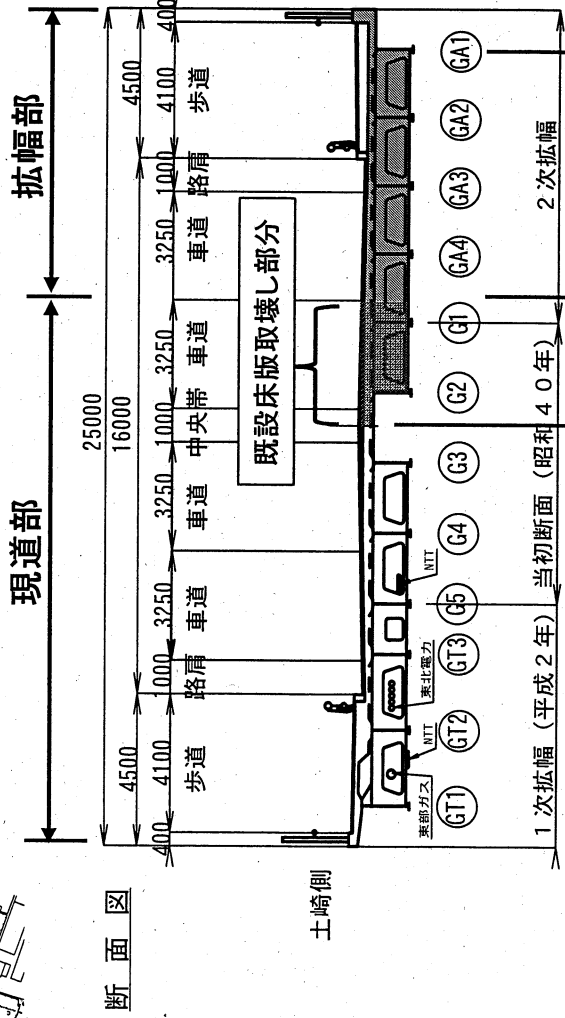 断面図
現道部
拡幅部
25000
16000
4500
4500
400
4100
1000
3250
3250
1000
3250
3250
1000
4100
400
歩道
路肩
車道
車道
中央帯
車道
車道
路肩
歩道
既設床版取壊し部分
土崎側
東部ガス
NTT
東北電力
NTT
GT1
GT2
GT3
G5
G4
G3
G2
G1
GA4
GA3
GA2
GA1
1次拡幅(平成2年)
当初断面(昭和40年)
2次拡幅